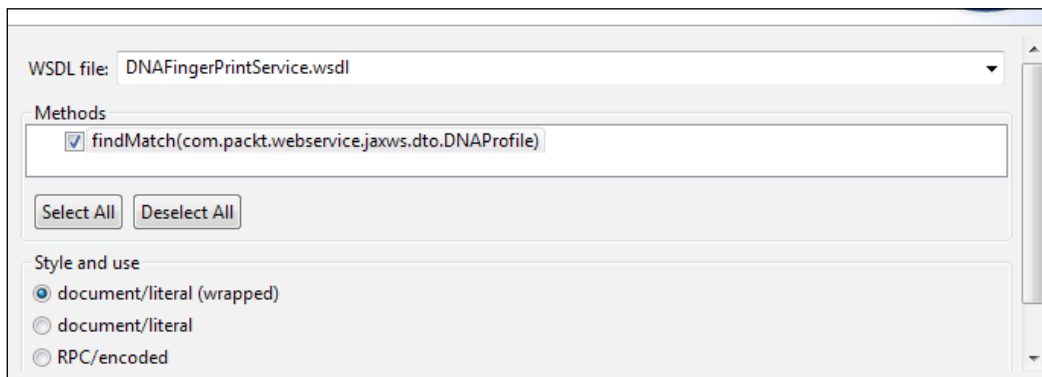 WSDL file: DNAFingerPrintService.wsdl
Methods
findMatch(com.packt.webservice.jaxws.dto.DNAProfile)
Select All Deselect All
Style and use
document/literal (wrapped)
document/literal
RPC/encoded